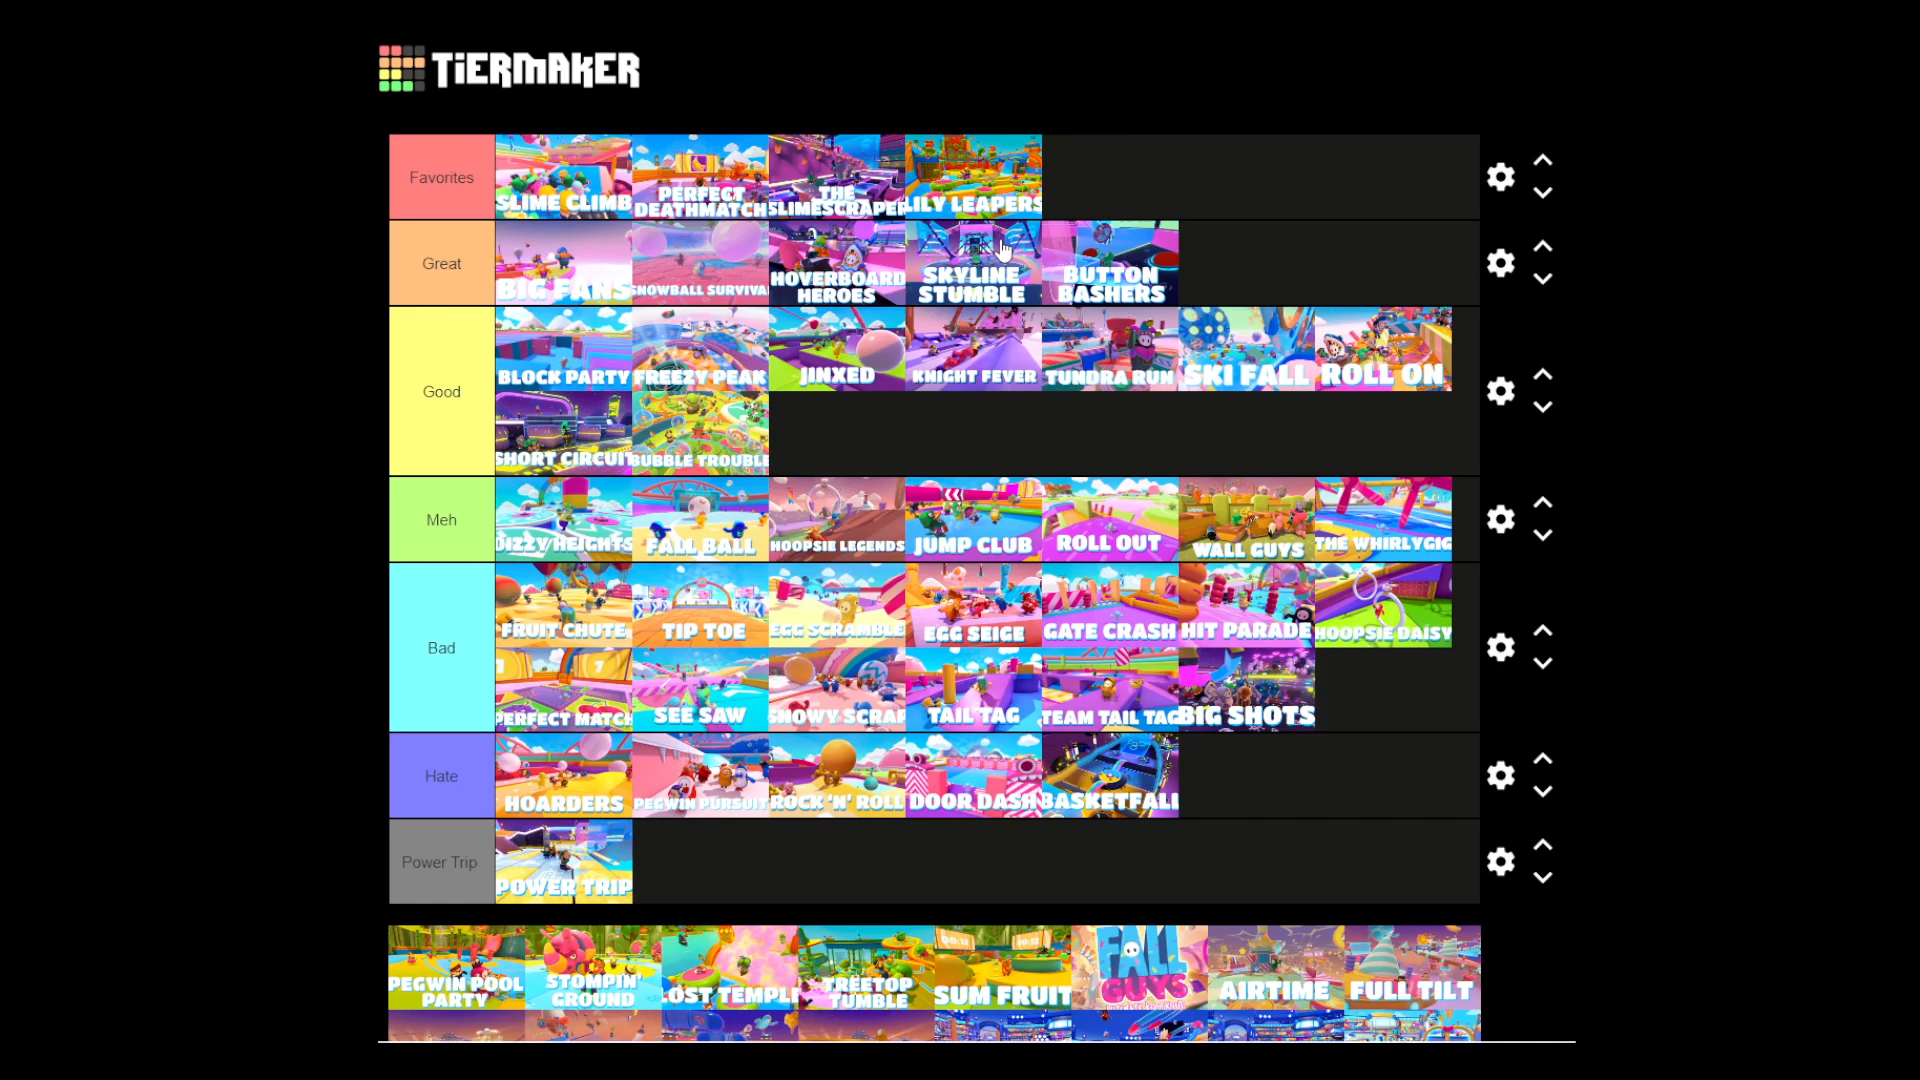 TiERMAKER
Favorites
SLIME CLIMB
PERFECT
DEATHMATCH
THE
SLIMESCRAPER
LILY LEAPERS
Great
BIG FANS
SNOWBALL SURVIVA
HOVERBOARD
HEROES
SKYLINE
STUMBLE
BUTTON
BASHERS
Good
BLOCK PARTY
FREEZY PEAK
JINXED
KNIGHT FEVER
TUNDRA RUN
SKI FALL
ROLL ON
SHORT CIRCUIT
BUBBLE TROUBLE
Meh
DIZZY HEIGHTS
FALL BALL
HOOPSIE LEGENDS
JUMP CLUB
ROLL OUT
WALL GUYS
THE WHIRLYGIG
Bad
FRUIT CHUTE
TIP TOE
EGG SCRAMBLE
EGG SEIGE
GATE CRASH
HIT PARADE
HOOPSIE DAISY
PERFECT MATCH
SEE SAW
SNOWY SCRAP
TAIL TAG
TEAM TAIL TAG
BIG SHOTS
Hate
HOARDERS
PEGWIN PURSUIT
ROCK 'N' ROLL
DOOR DASH
BASKETFALL
Power Trip
POWER TRIP
PEGWIN POOL
PARTY
STOMPIN'
GROUND
LOST TEMPLE
TREETOP
TUMBLE
SUM FRUIT
FALL
GUYS
AIRTIME
FULL TILT